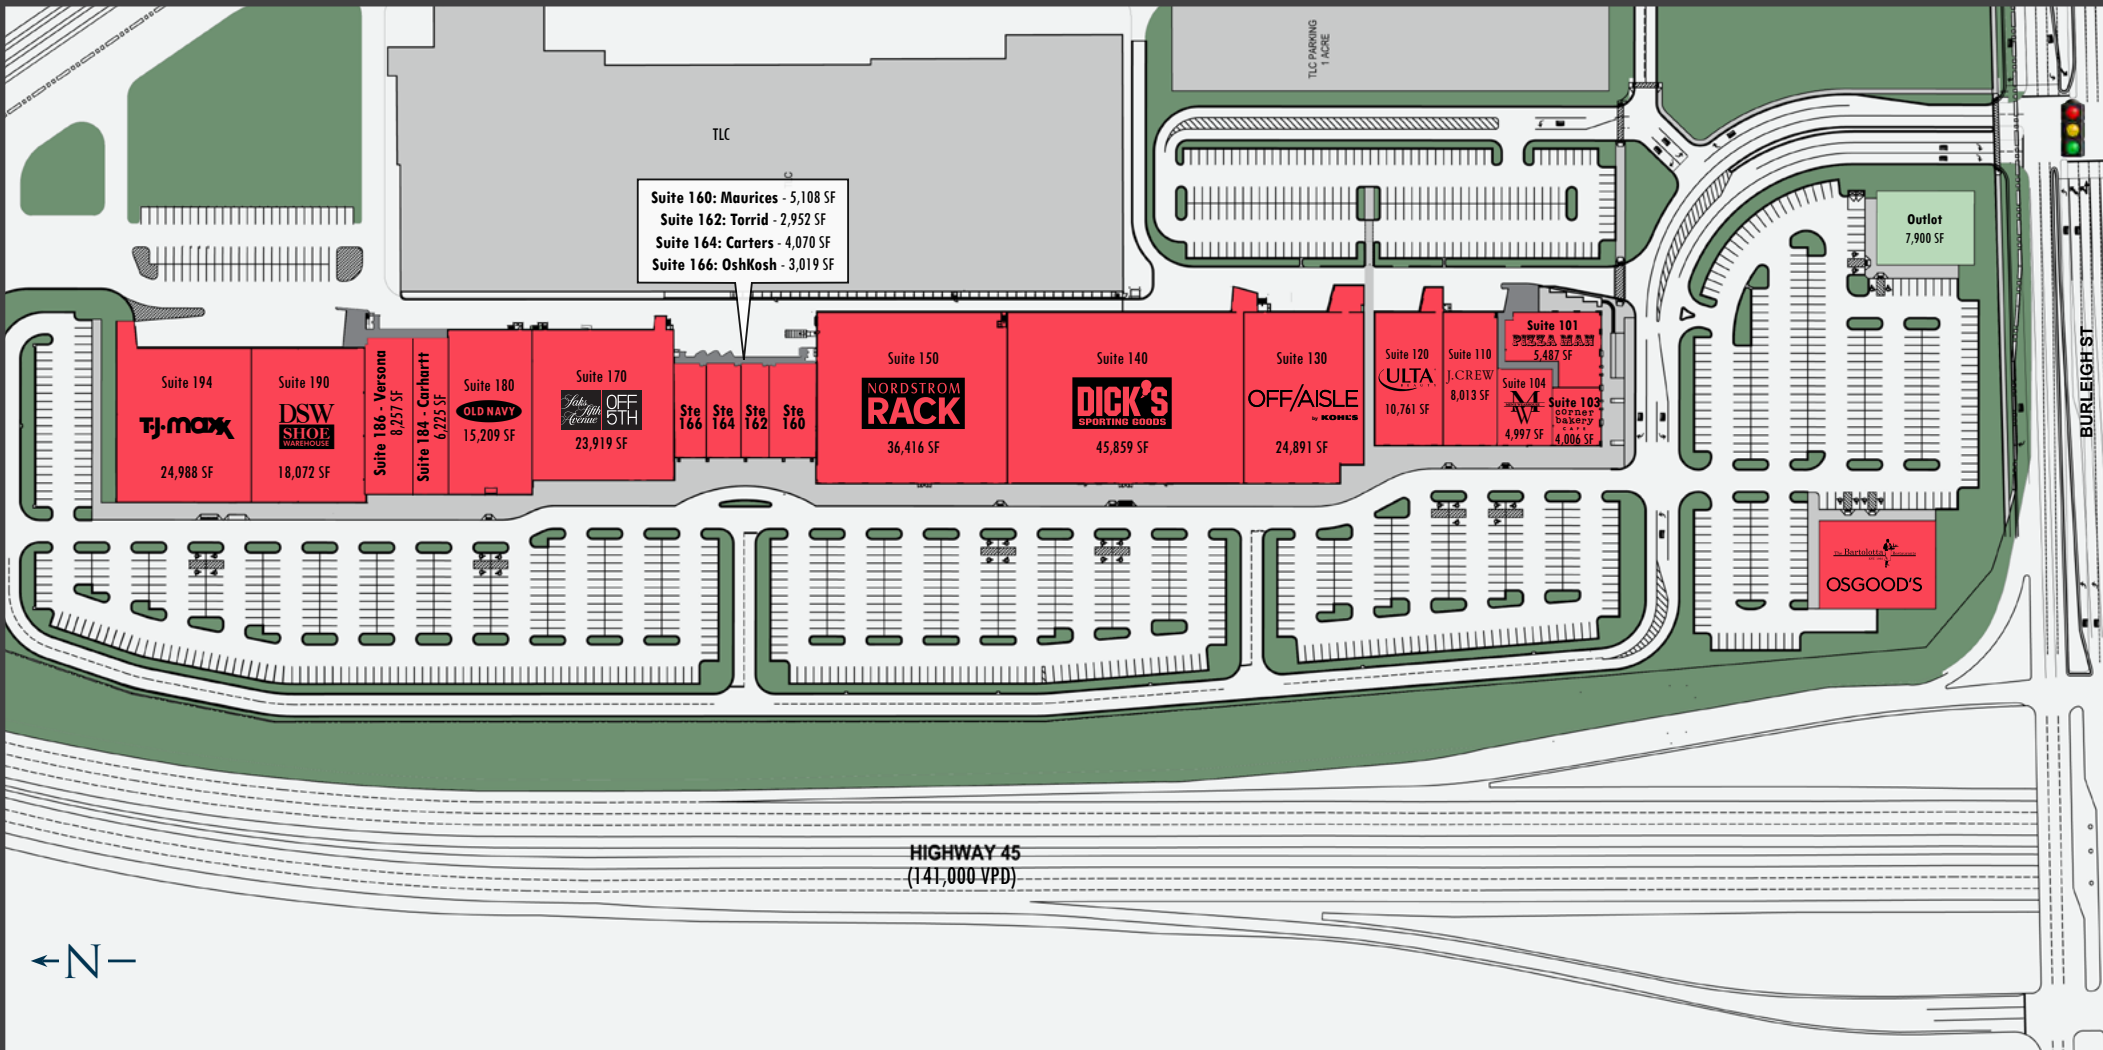 TLC PARKING
1 ACRE
TLC
Suite 160: Maurices - 5,108 SF
Suite 162: Torrid - 2,952 SF
Suite 164: Carters - 4,070 SF
Suite 166: OshKosh - 3,019 SF
Outlot
7,900 SF
BURLEIGH ST
Suite 194
T·J·maxx
24,988 SF
Suite 190
DSW
SHOE
WAREHOUSE
18,072 SF
Suite 186 - Versona
8,257 SF
Suite 184 - Carhartt
6,225 SF
Suite 180
OLD NAVY
15,209 SF
Suite 170
Saks
Fifth
Avenue
OFF
5TH
23,919 SF
Ste
166
Ste
164
Ste
162
Ste
160
Suite 150
NORDSTROM
RACK
36,416 SF
Suite 140
DICK'S
SPORTING GOODS
45,859 SF
Suite 130
OFF/AISLE
by KOHL'S
24,891 SF
Suite 120
ULTA
BEAUTY
10,761 SF
Suite 110
J.CREW
8,013 SF
Suite 101
PIZZA MAN
5,487 SF
Suite 104
4,997 SF
Suite 103
corner
bakery
CAFE
4,006 SF
The Bartolotta Restaurants
OSGOOD'S
HIGHWAY 45
(141,000 VPD)
N